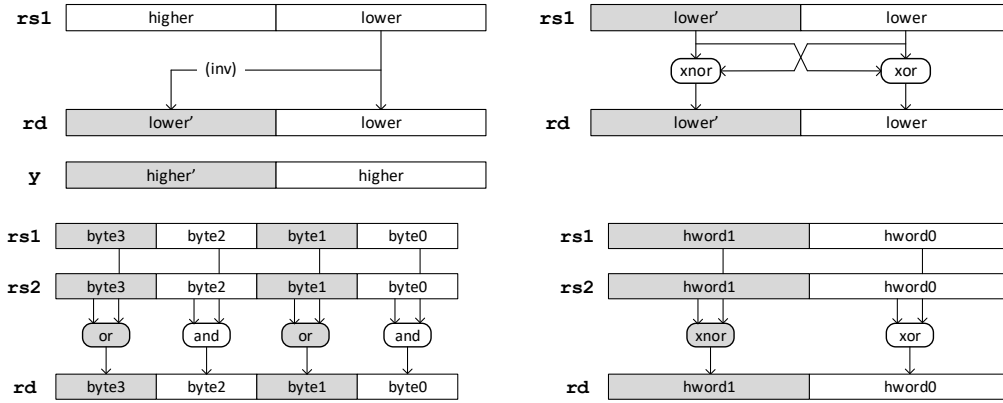 rs1 higher lower
(inv)
rd lower' lower
y higher' higher
rs1 lower' lower
xnor xor
rd lower' lower
rs1 byte3 byte2 byte1 byte0
rs2 byte3 byte2 byte1 byte0
or and or and
rd byte3 byte2 byte1 byte0
rs1 hword1 hword0
rs2 hword1 hword0
xnor xor
rd hword1 hword0